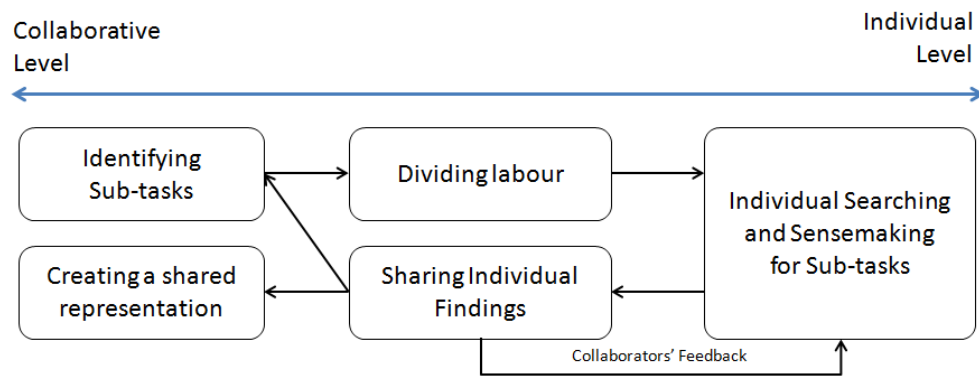 Collaborative
Level
Individual
Level
Identifying
Sub-tasks
Dividing labour
Individual Searching
and Sensemaking
for Sub-tasks
Creating a shared
representation
Sharing Individual
Findings
Collaborators' Feedback